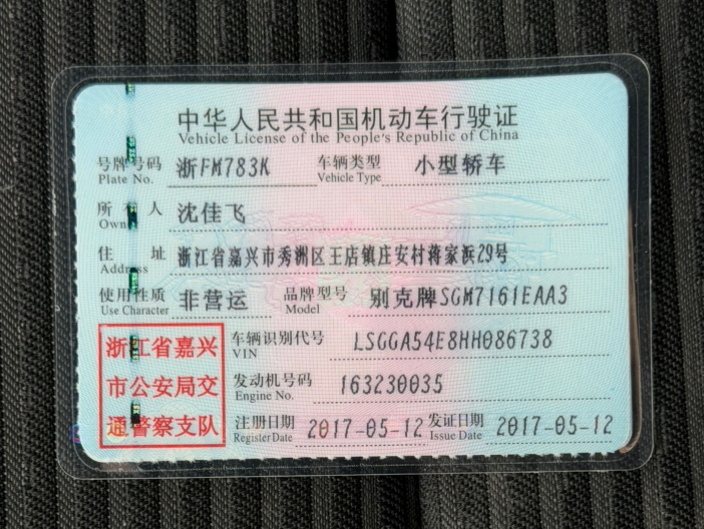 中华人民共和国机动车行驶证
Vehicle License of the People's Republic of China
号牌号码 浙FM783K 车辆类型 小型轿车
Plate No. Vehicle Type
所有人 沈佳飞
Owner
住址 浙江省嘉兴市秀洲区王店镇庄安村蒋家浜29号
Address
使用性质 非营运 品牌型号 别克牌SGM7161EAA3
Use Character Model
浙江省嘉兴
市公安局交
通警察支队
车辆识别代号 LSGGA54E8HH086738
VIN
发动机号码 163230035
Engine No.
注册日期 2017-05-12 发证日期 2017-05-12
Register Date Issue Date